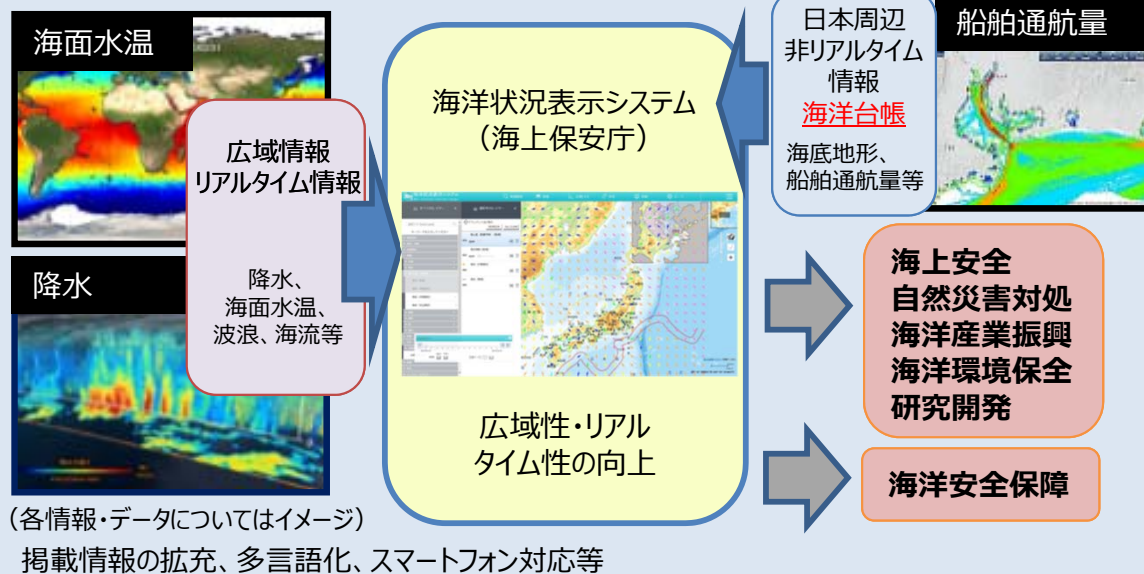 海面水温
広域情報
リアルタイム情報
降水、
海面水温、
波浪、海流等
降水
海洋状況表示システム
（海上保安庁）
広域性・リアル
タイム性の向上
日本周辺
非リアルタイム
情報
海洋台帳
海底地形、
船舶通航量等
船舶通航量
海上安全
自然災害対処
海洋産業振興
海洋環境保全
研究開発
海洋安全保障
（各情報・データについてはイメージ）
掲載情報の拡充、多言語化、スマートフォン対応等